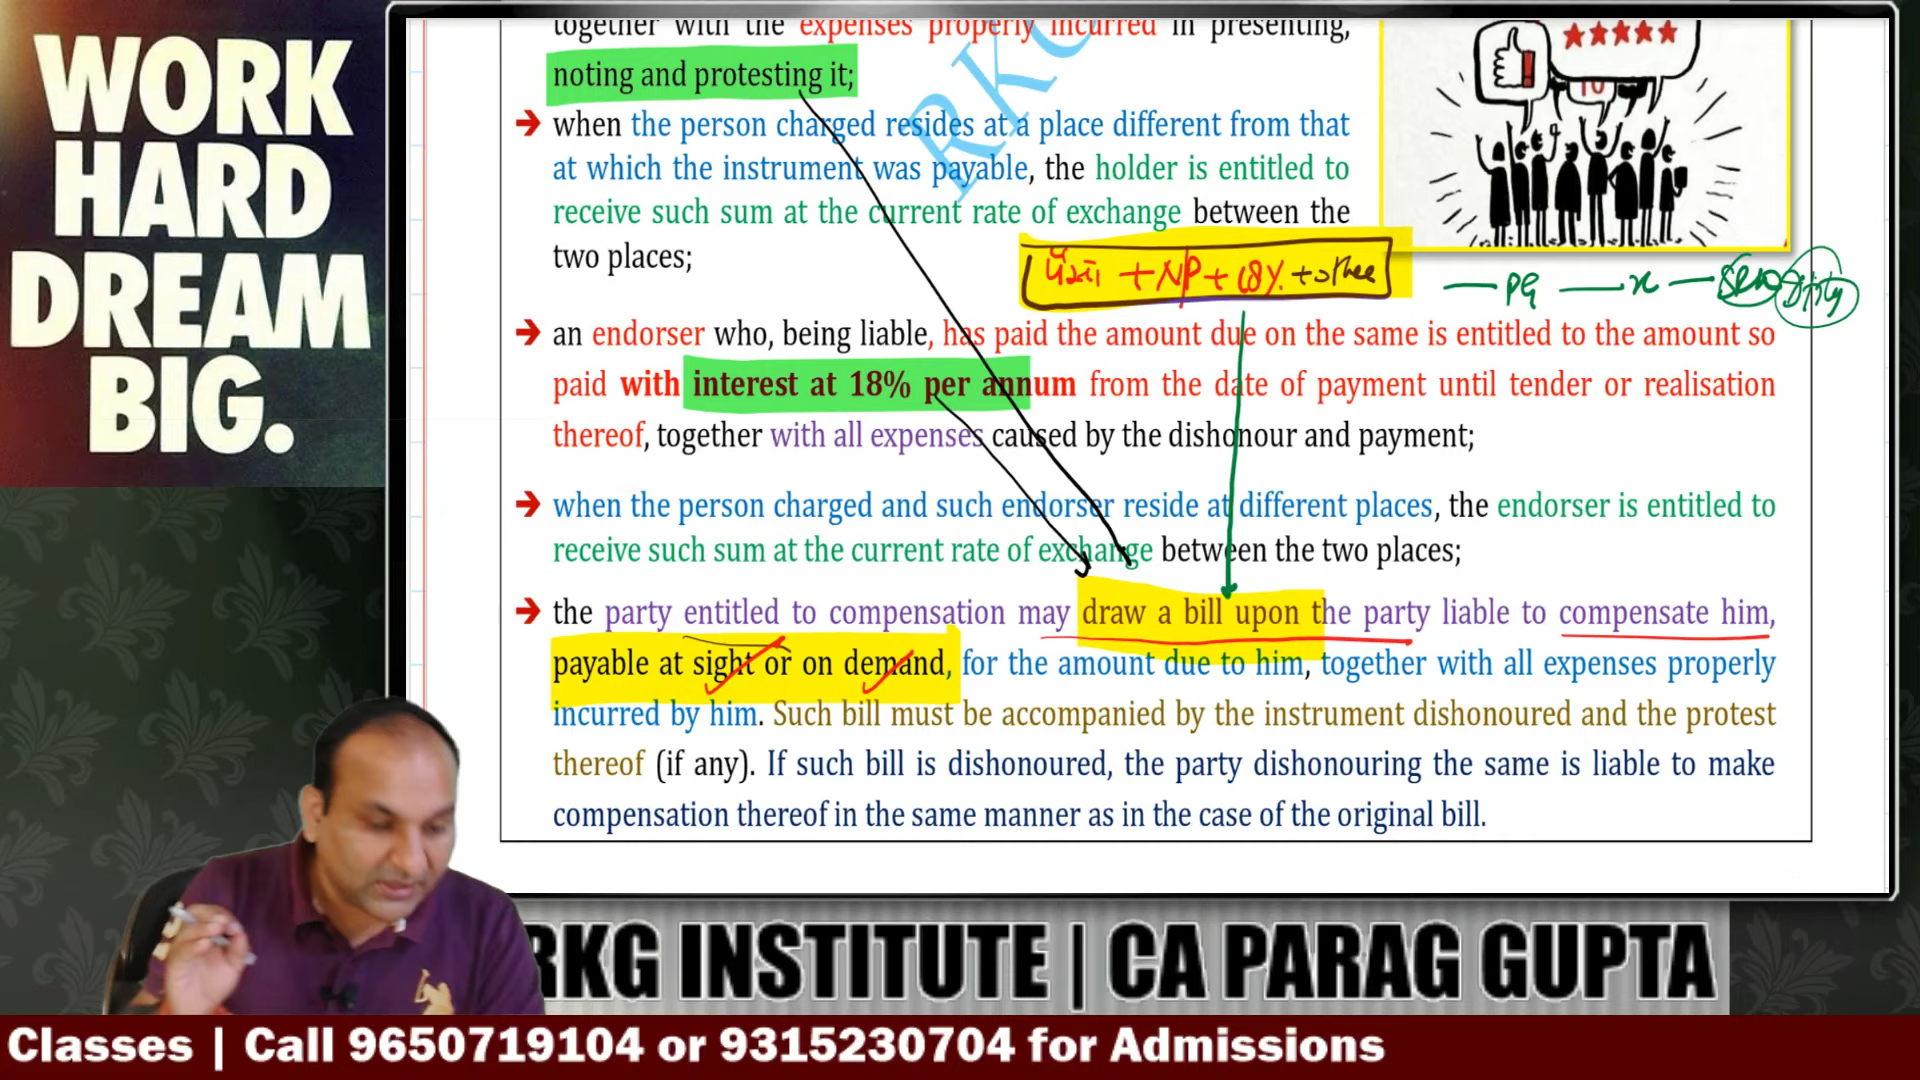 WORK
HARD
DREAM
BIG.
together with the expenses properly incurred in presenting,
noting and protesting it;
RKG
when the person charged resides at a place different from that
at which the instrument was payable, the holder is entitled to
receive such sum at the current rate of exchange between the
two places;
पैसा + NP + 18% + other
PG
x
an endorser who, being liable, has paid the amount due on the same is entitled to the amount so
paid with interest at 18% per annum from the date of payment until tender or realisation
thereof, together with all expenses caused by the dishonour and payment;
when the person charged and such endorser reside at different places, the endorser is entitled to
receive such sum at the current rate of exchange between the two places;
the party entitled to compensation may draw a bill upon the party liable to compensate him,
payable at sight or on demand, for the amount due to him, together with all expenses properly
incurred by him. Such bill must be accompanied by the instrument dishonoured and the protest
thereof (if any). If such bill is dishonoured, the party dishonouring the same is liable to make
compensation thereof in the same manner as in the case of the original bill.
RKG INSTITUTE | CA PARAG GUPTA
Classes | Call 9650719104 or 9315230704 for Admissions